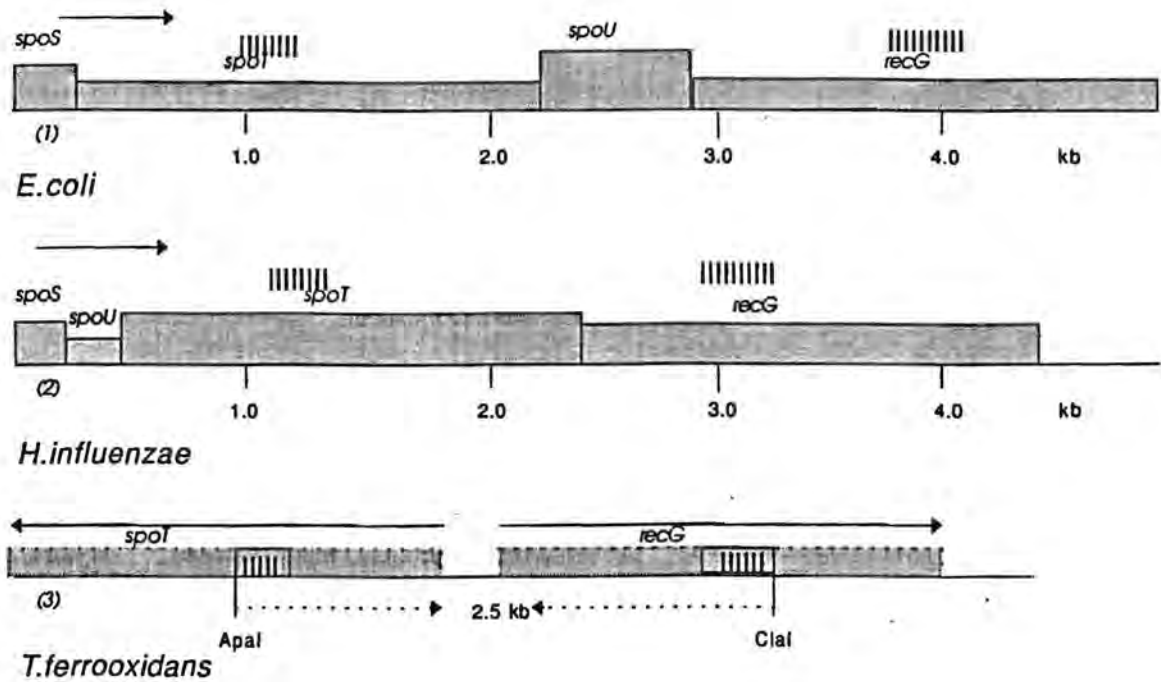 spoS spoU
spoT recG
(1)
1.0 2.0 3.0 4.0 kb
E.coli
spoS spoU spoT recG
(2)
1.0 2.0 3.0 4.0 kb
H.influenzae
spoT recG
(3)
2.5 kb
ApaI ClaI
T.ferrooxidans